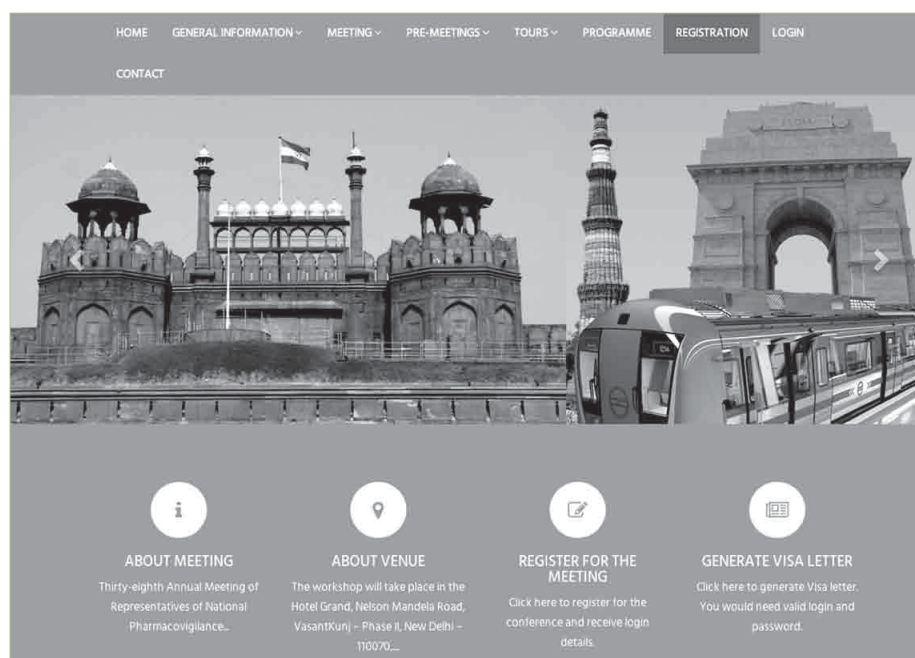 HOME GENERAL INFORMATION MEETING PRE-MEETINGS TOURS PROGRAMME REGISTRATION LOGIN
CONTACT
ABOUT MEETING
Thirty-eighth Annual Meeting of
Representatives of National
Pharmacovigilance...
ABOUT VENUE
The workshop will take place in the
Hotel Grand, Nelson Mandela Road,
VasantKunj – Phase II, New Delhi –
110070,...
REGISTER FOR THE
MEETING
Click here to register for the
conference and receive login
details.
GENERATE VISA LETTER
Click here to generate Visa letter.
You would need valid login and
password.